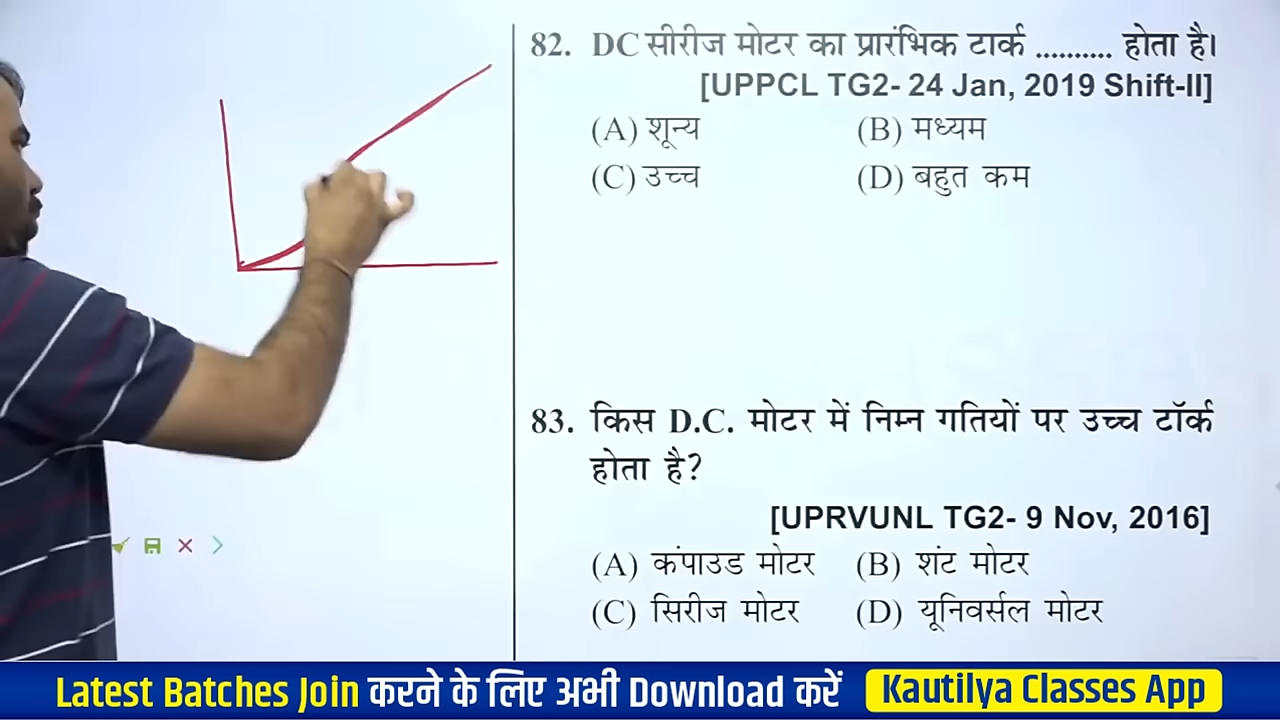 82. DC सीरीज मोटर का प्रारंभिक टार्क .......... होता है।
[UPPCL TG2- 24 Jan, 2019 Shift-II]
(A) शून्य (B) मध्यम
(C) उच्च (D) बहुत कम
83. किस D.C. मोटर में निम्न गतियों पर उच्च टॉर्क
होता है?
[UPRVUNL TG2- 9 Nov, 2016]
(A) कंपाउड मोटर (B) शंट मोटर
(C) सिरीज मोटर (D) यूनिवर्सल मोटर
Latest Batches Join करने के लिए अभी Download करें Kautilya Classes App